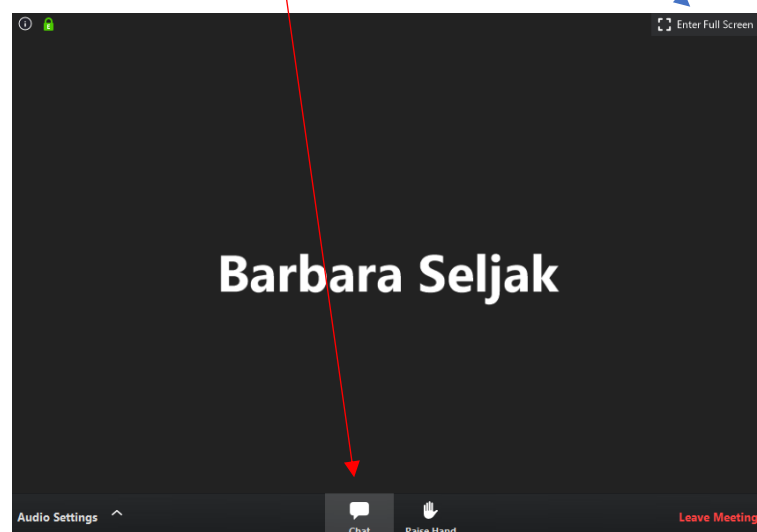 Enter Full Screen
Barbara Seljak
Audio Settings
Chat
Raise Hand
Leave Meeting